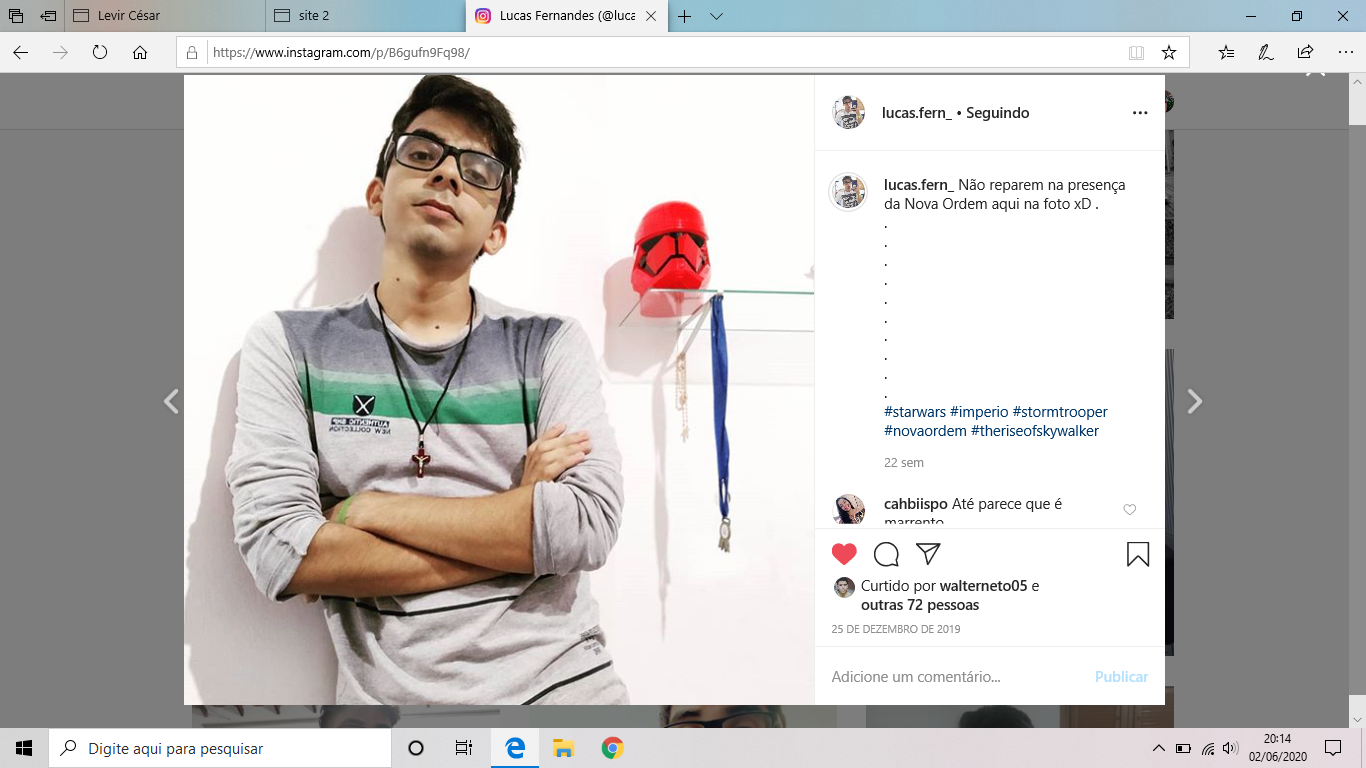 Levir César
site 2
Lucas Fernandes (@luca
https://www.instagram.com/p/B6gufn9Fq98/
AUTHENTIC BRP
NEW COLLECTION
lucas.fern_ • Seguindo
lucas.fern_ Não reparem na presença
da Nova Ordem aqui na foto xD .
.
.
.
.
.
.
.
.
.
.
#starwars #imperio #stormtrooper
#novaordem #theriseofskywalker
22 sem
cahbiispo Até parece que é
marrento
Curtido por walterneto05 e
outras 72 pessoas
25 DE DEZEMBRO DE 2019
Adicione um comentário...
Publicar
Digite aqui para pesquisar
20:14
02/06/2020